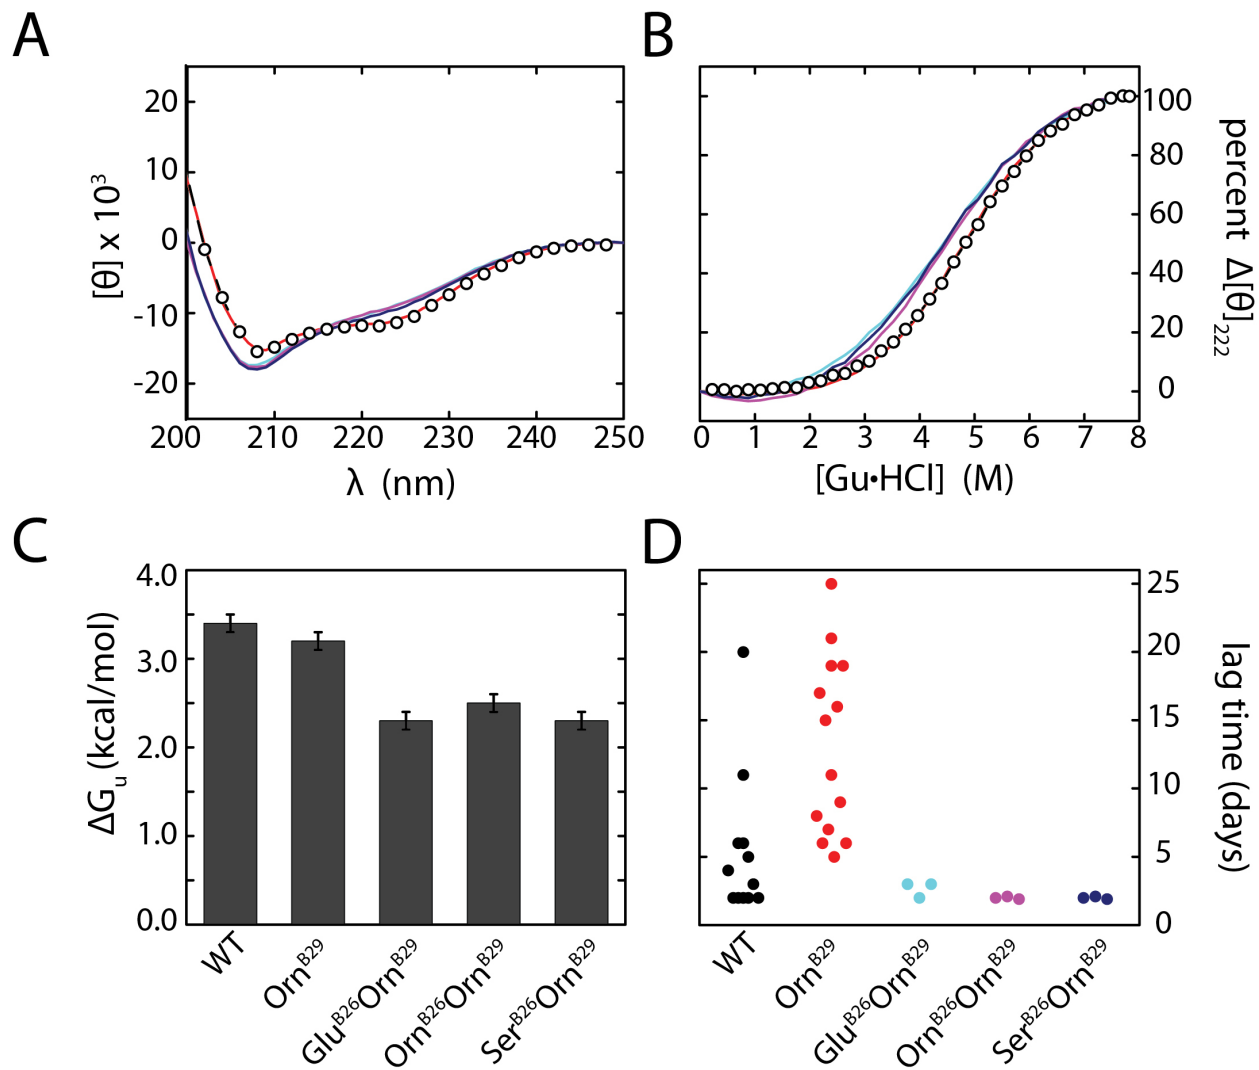 A
B
[θ] x 10³
20
10
0
-10
-20
200 210 220 230 240 250
λ (nm)
100
80
60
40
20
0
percent Δ[θ]₂₂₂
0 1 2 3 4 5 6 7 8
[Gu•HCl] (M)
C
D
ΔGᵤ (kcal/mol)
4.0
3.0
2.0
1.0
0.0
WT
Orn^B29
Glu^B26Orn^B29
Orn^B26Orn^B29
Ser^B26Orn^B29
25
20
15
10
5
0
lag time (days)
WT
Orn^B29
Glu^B26Orn^B29
Orn^B26Orn^B29
Ser^B26Orn^B29